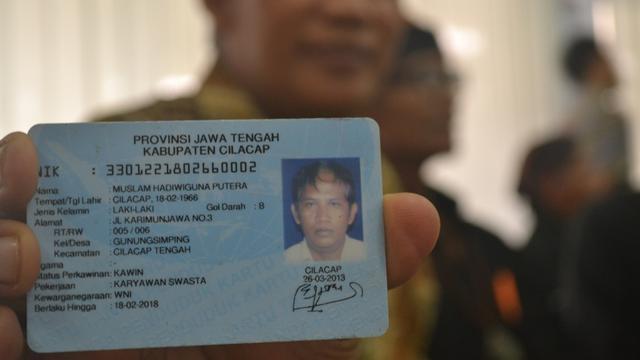 PROVINSI JAWA TENGAH
KABUPATEN CILACAP
NIK : 3301221802660002
Nama : MUSLAM HADIWIGUNA PUTERA
Tempat/Tgl Lahir : CILACAP, 18-02-1966
Jenis Kelamin : LAKI-LAKI Gol Darah : B
Alamat : JL KARIMUNJAWA NO.3
RT/RW : 005 / 006
Kel/Desa : GUNUNGSIMPING
Kecamatan : CILACAP TENGAH
Agama : -
Status Perkawinan: KAWIN
Pekerjaan : KARYAWAN SWASTA
Kewarganegaraan: WNI
Berlaku Hingga : 18-02-2018
CILACAP
26-03-2013